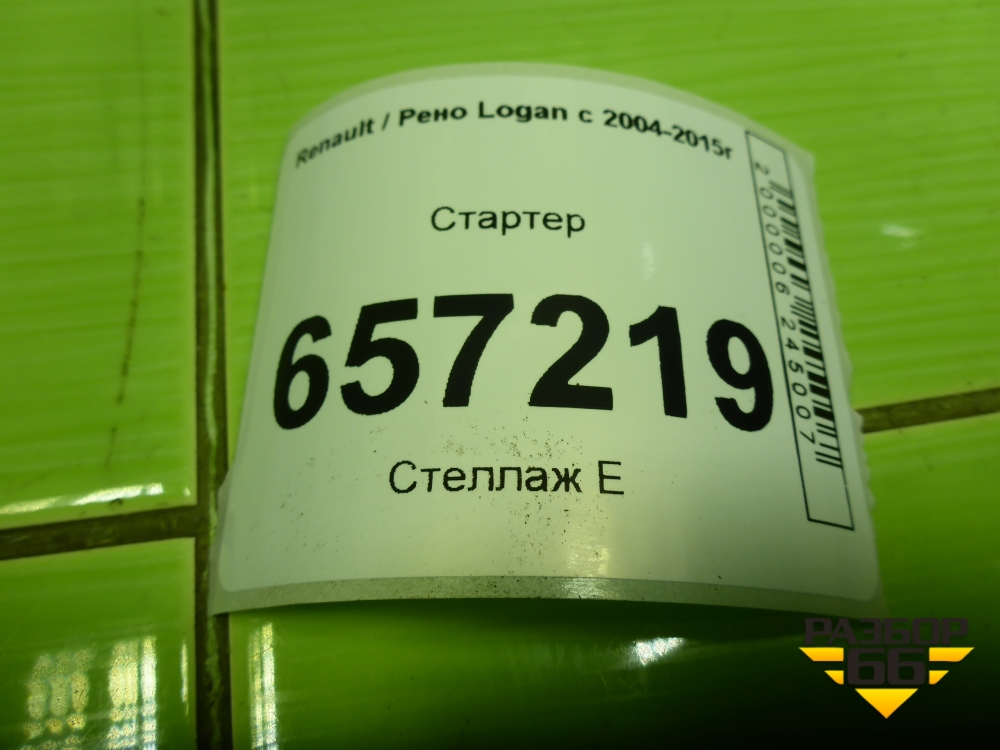 Renault / Рено Logan с 2004-2015г
Стартер
657219
Стеллаж Е
2000006245007
РАЗБОР
66